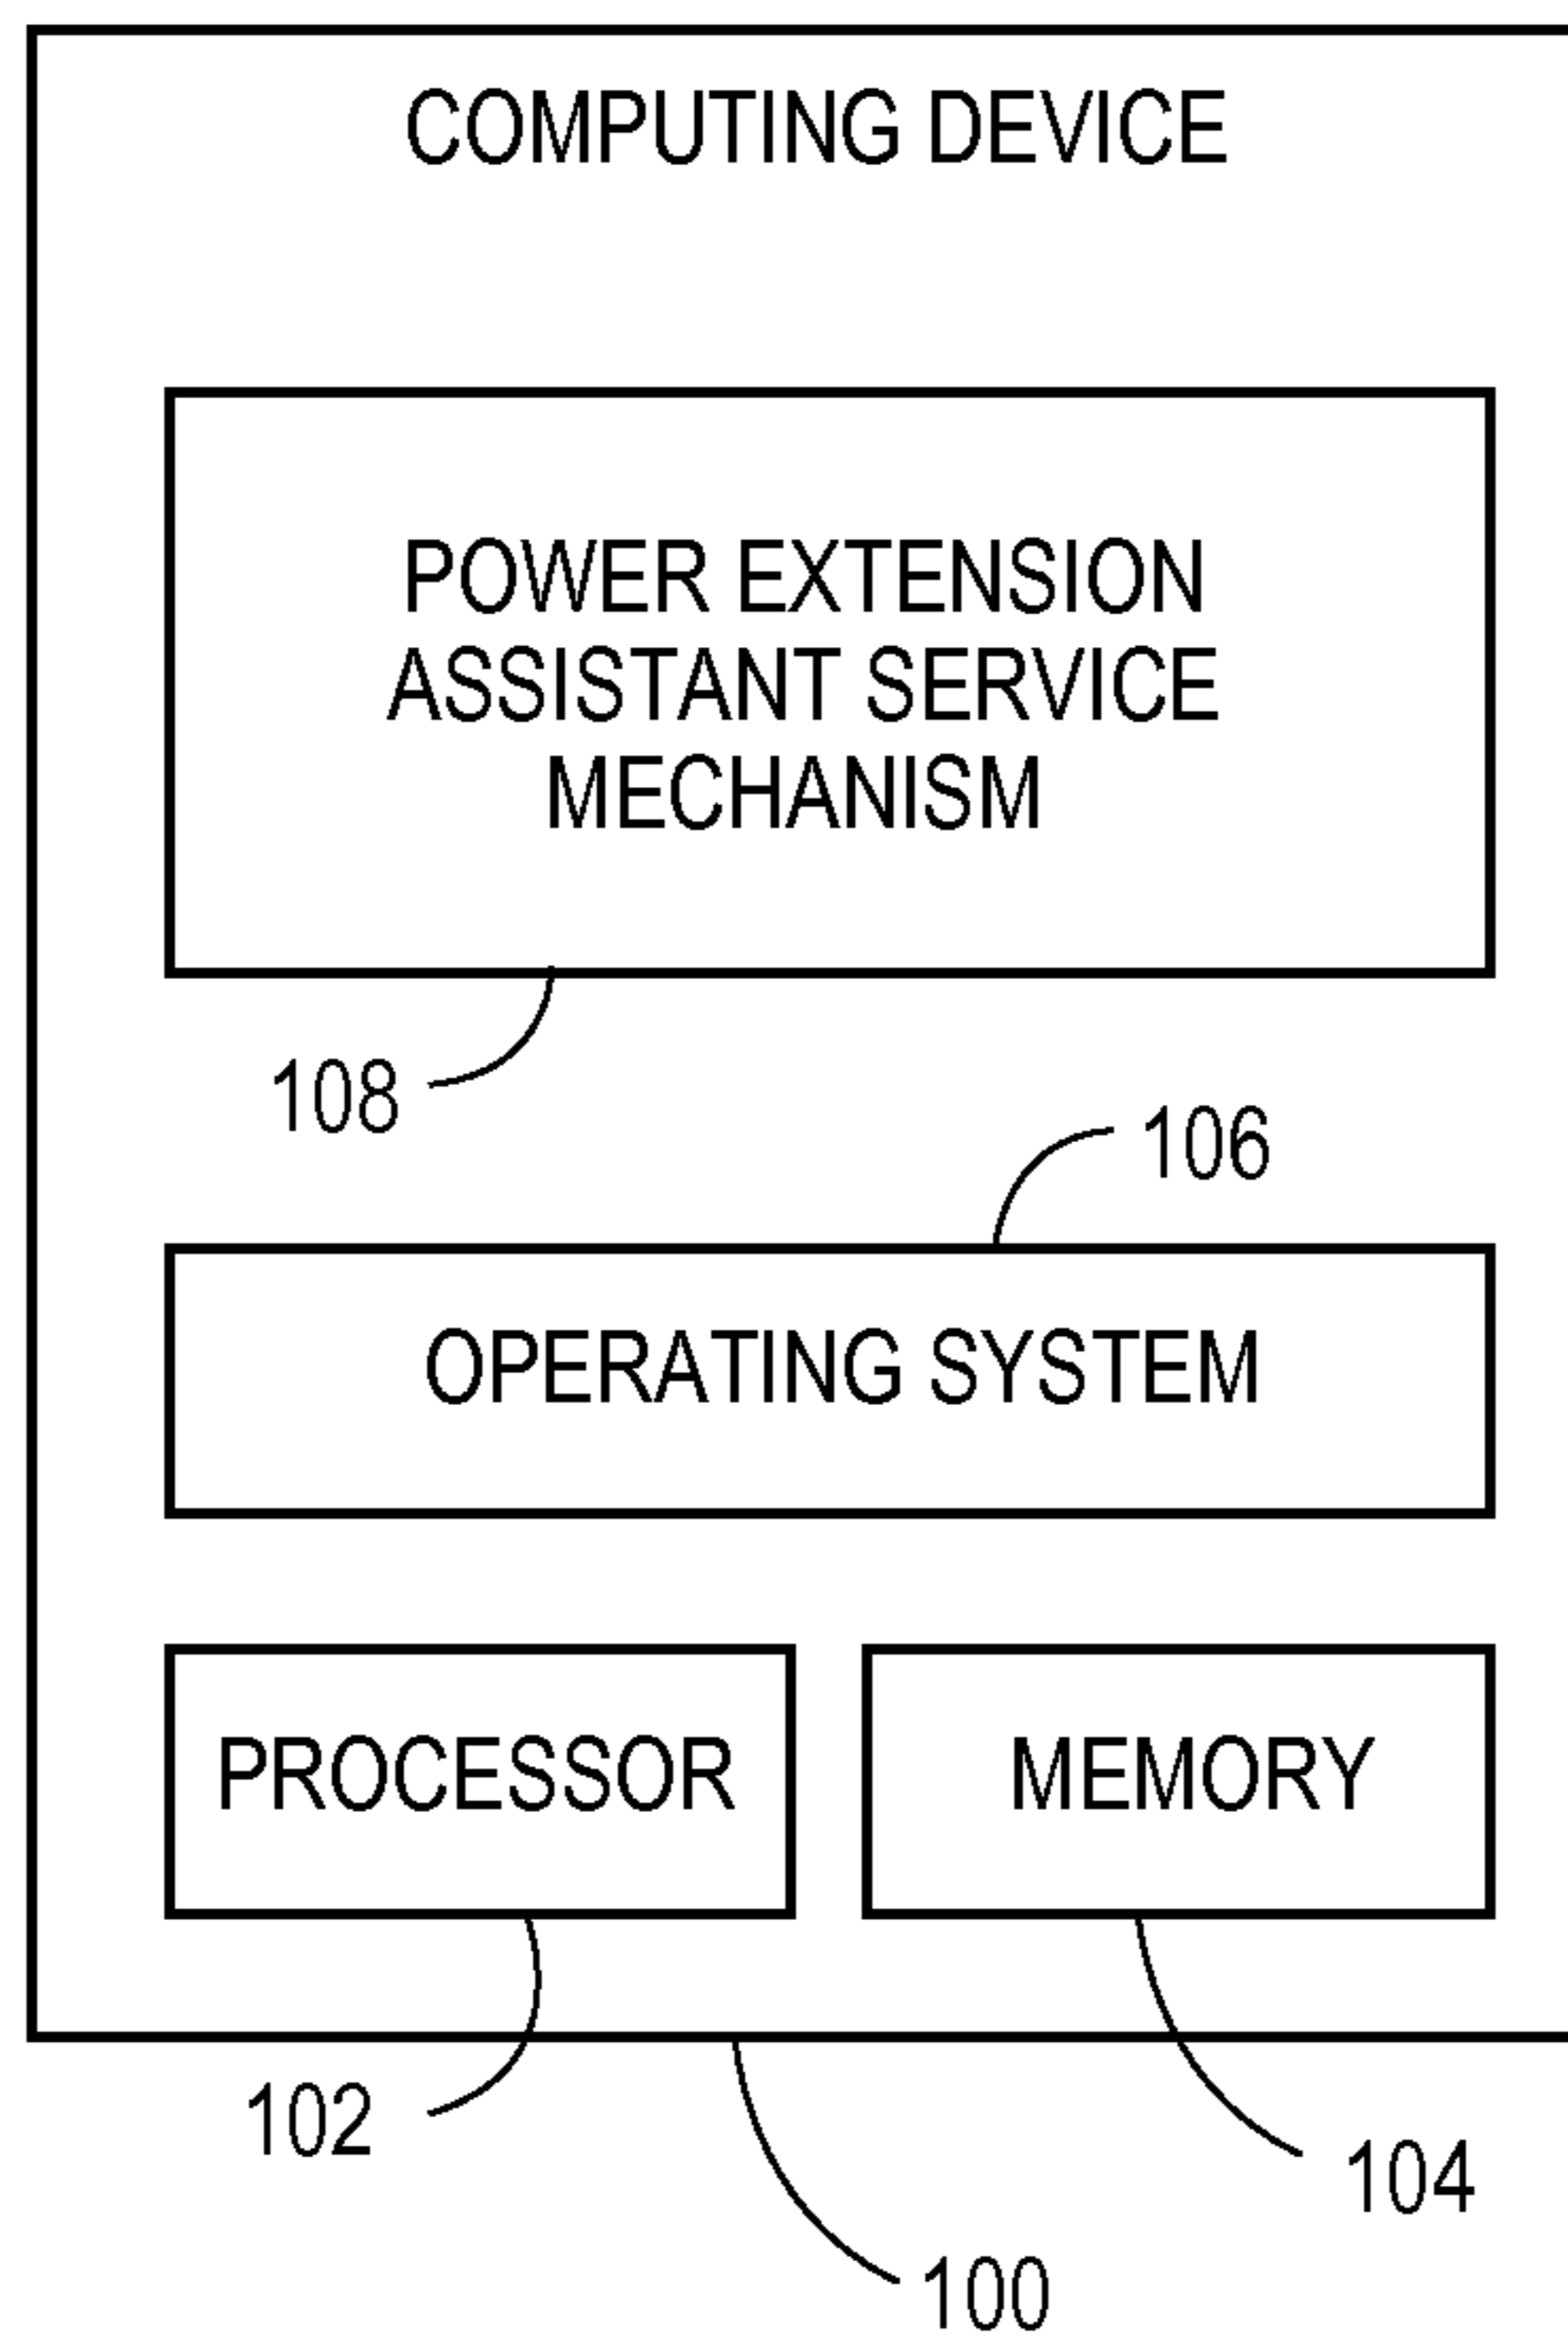 COMPUTING DEVICE
POWER EXTENSION
ASSISTANT SERVICE
MECHANISM
108
106
OPERATING SYSTEM
PROCESSOR
MEMORY
102
104
100